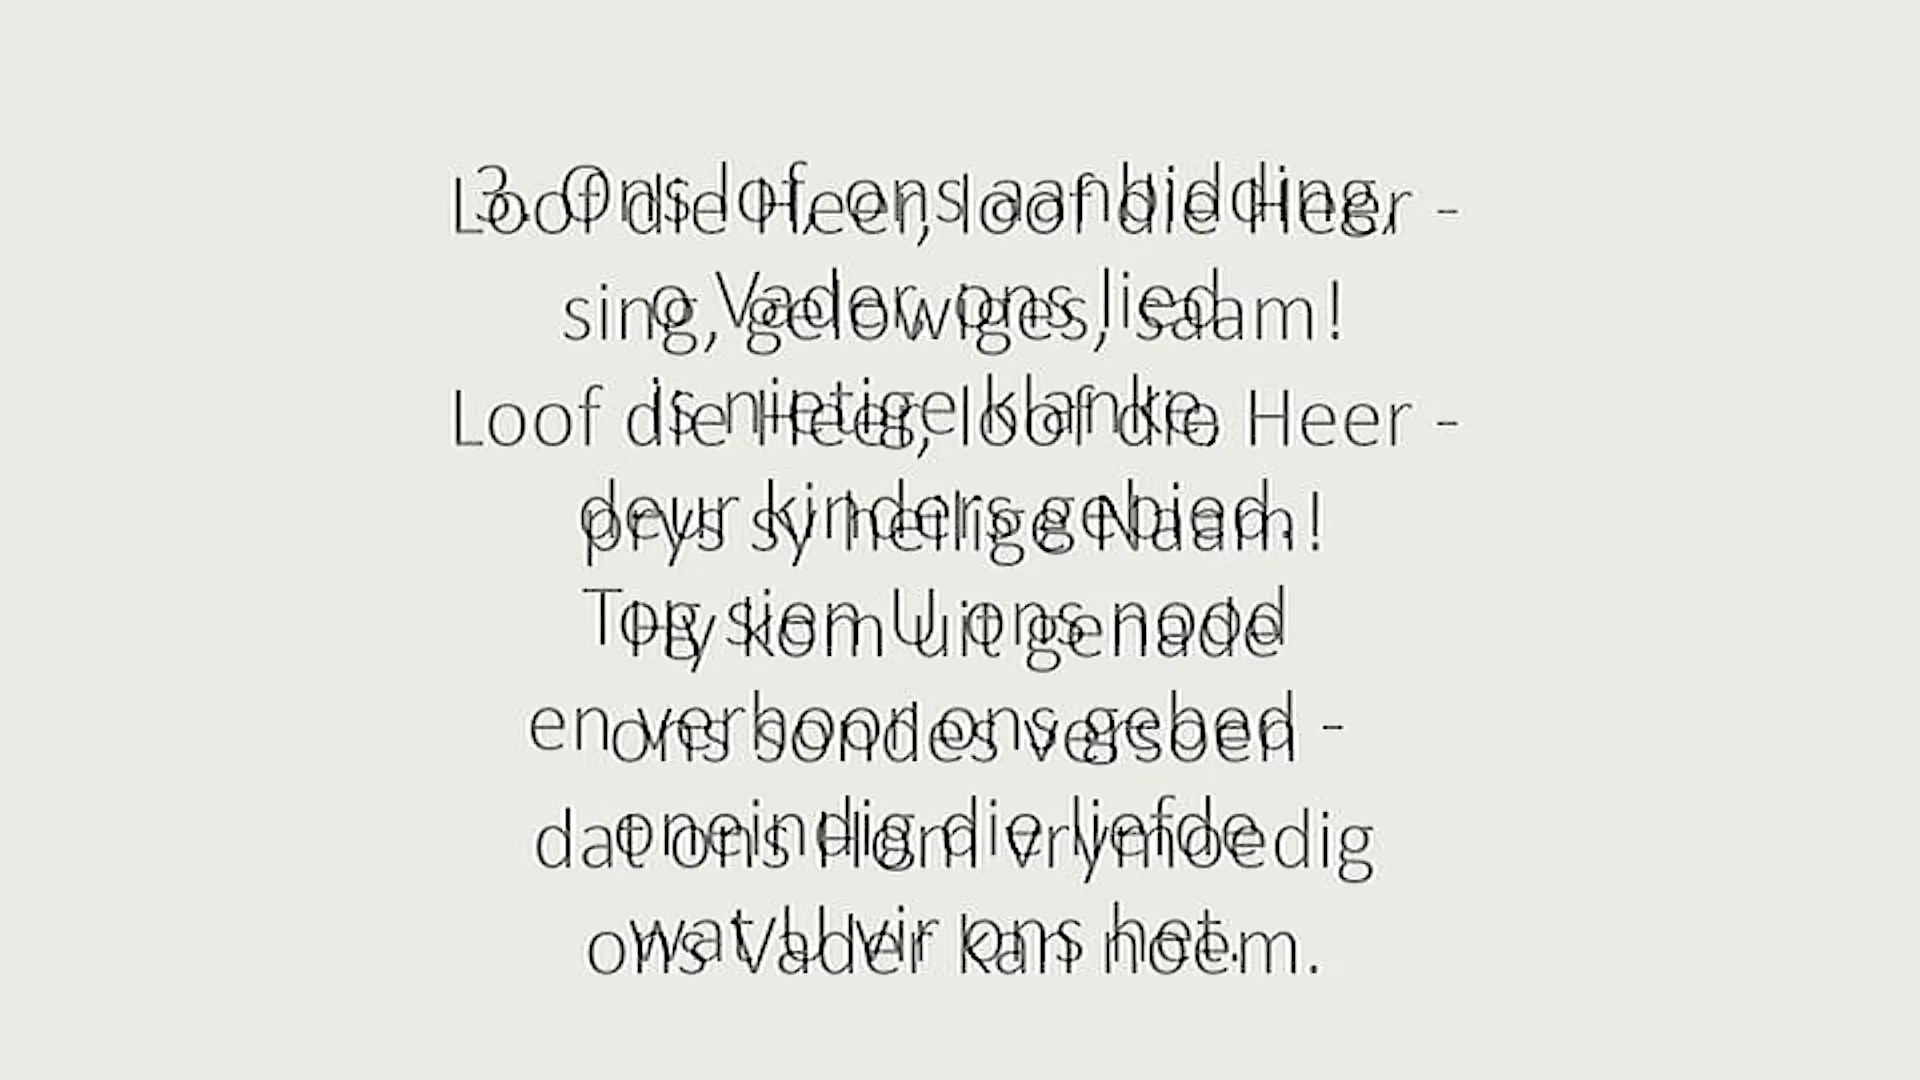 3. Ons lof, ons aanbidding,
o Vader, ons lied
is nietige klanke,
deur kinders gebied.
Tog sien U ons nood
en verhoor ons gebed -
oneindig die liefde
wat U vir ons het.
Loof die Heer, loof die Heer -
sing, gelowiges, saam!
Loof die Heer, loof die Heer -
prys sy heilige Naam!
Hy kom uit genade
ons sondes versoen
dat ons Hom vrymoedig
ons Vader kan noem.